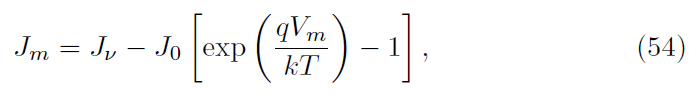 J_m = J_ν − J_0 [exp (qV_m / kT) − 1], (54)